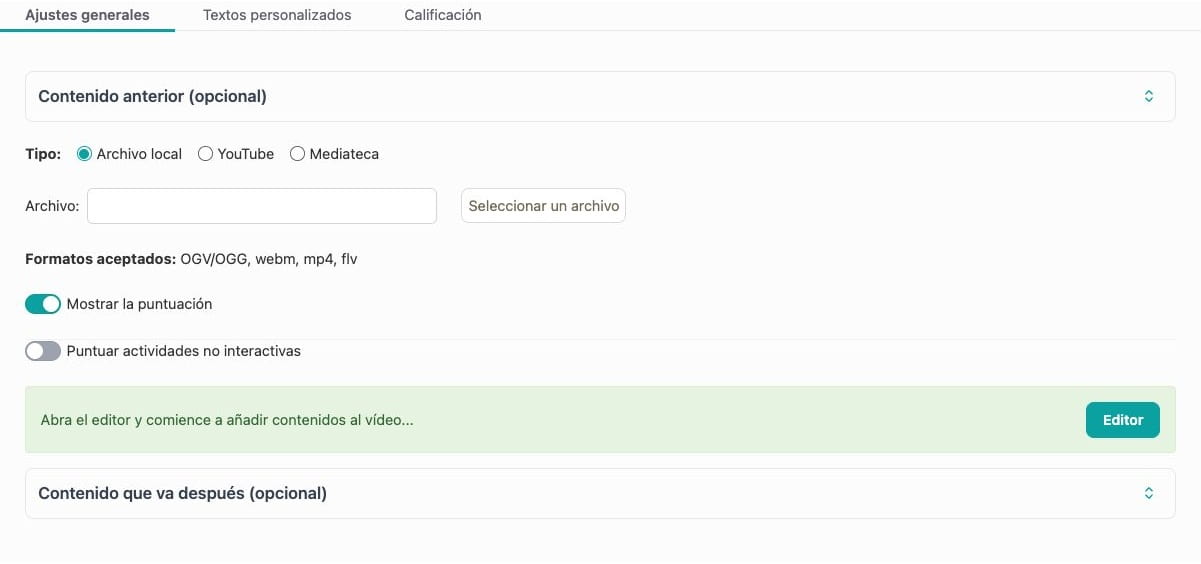 Ajustes generales Textos personalizados Calificación
Contenido anterior (opcional)
Tipo: Archivo local YouTube Mediateca
Archivo: Seleccionar un archivo
Formatos aceptados: OGV/OGG, webm, mp4, flv
Mostrar la puntuación
Puntuar actividades no interactivas
Abra el editor y comience a añadir contenidos al vídeo... Editor
Contenido que va después (opcional)